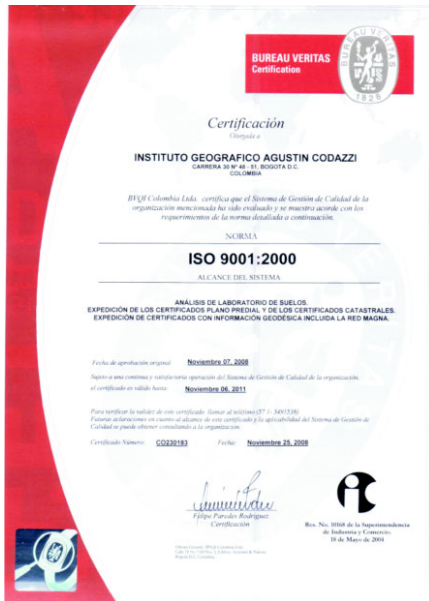 BUREAU VERITAS
Certification
BUREAU VERITAS
1828
Certificación
Otorgada a
INSTITUTO GEOGRAFICO AGUSTIN CODAZZI
CARRERA 30 Nº 48 - 51, BOGOTA D.C.
COLOMBIA
BVQI Colombia Ltda. certifica que el Sistema de Gestión de Calidad de la
organización mencionada ha sido evaluado y se muestra acorde con los
requerimientos de la norma detallada a continuación.
NORMA
ISO 9001:2000
ALCANCE DEL SISTEMA
ANÁLISIS DE LABORATORIO DE SUELOS.
EXPEDICIÓN DE LOS CERTIFICADOS PLANO PREDIAL Y DE LOS CERTIFICADOS CATASTRALES.
EXPEDICIÓN DE CERTIFICADOS CON INFORMACIÓN GEODÉSICA INCLUIDA LA RED MAGNA.
Fecha de aprobación original Noviembre 07, 2008
Sujeto a una continua y satisfactoria operación del Sistema de Gestión de Calidad de la organización,
el certificado es válido hasta: Noviembre 06, 2011
Para verificar la validez de este certificado llamar al teléfono (57 1- 3491538)
Futuras aclaraciones en cuanto al alcance de este certificado y la aplicabilidad del Sistema de Gestión de
Calidad se puede obtener consultando a la organización.
Certificado Número: CO230193 Fecha: Noviembre 25, 2008
Felipe Paredes Rodríguez
Certificación
Res. No. 10168 de la Superintendencia
de Industria y Comercio.
10 de Mayo de 2004